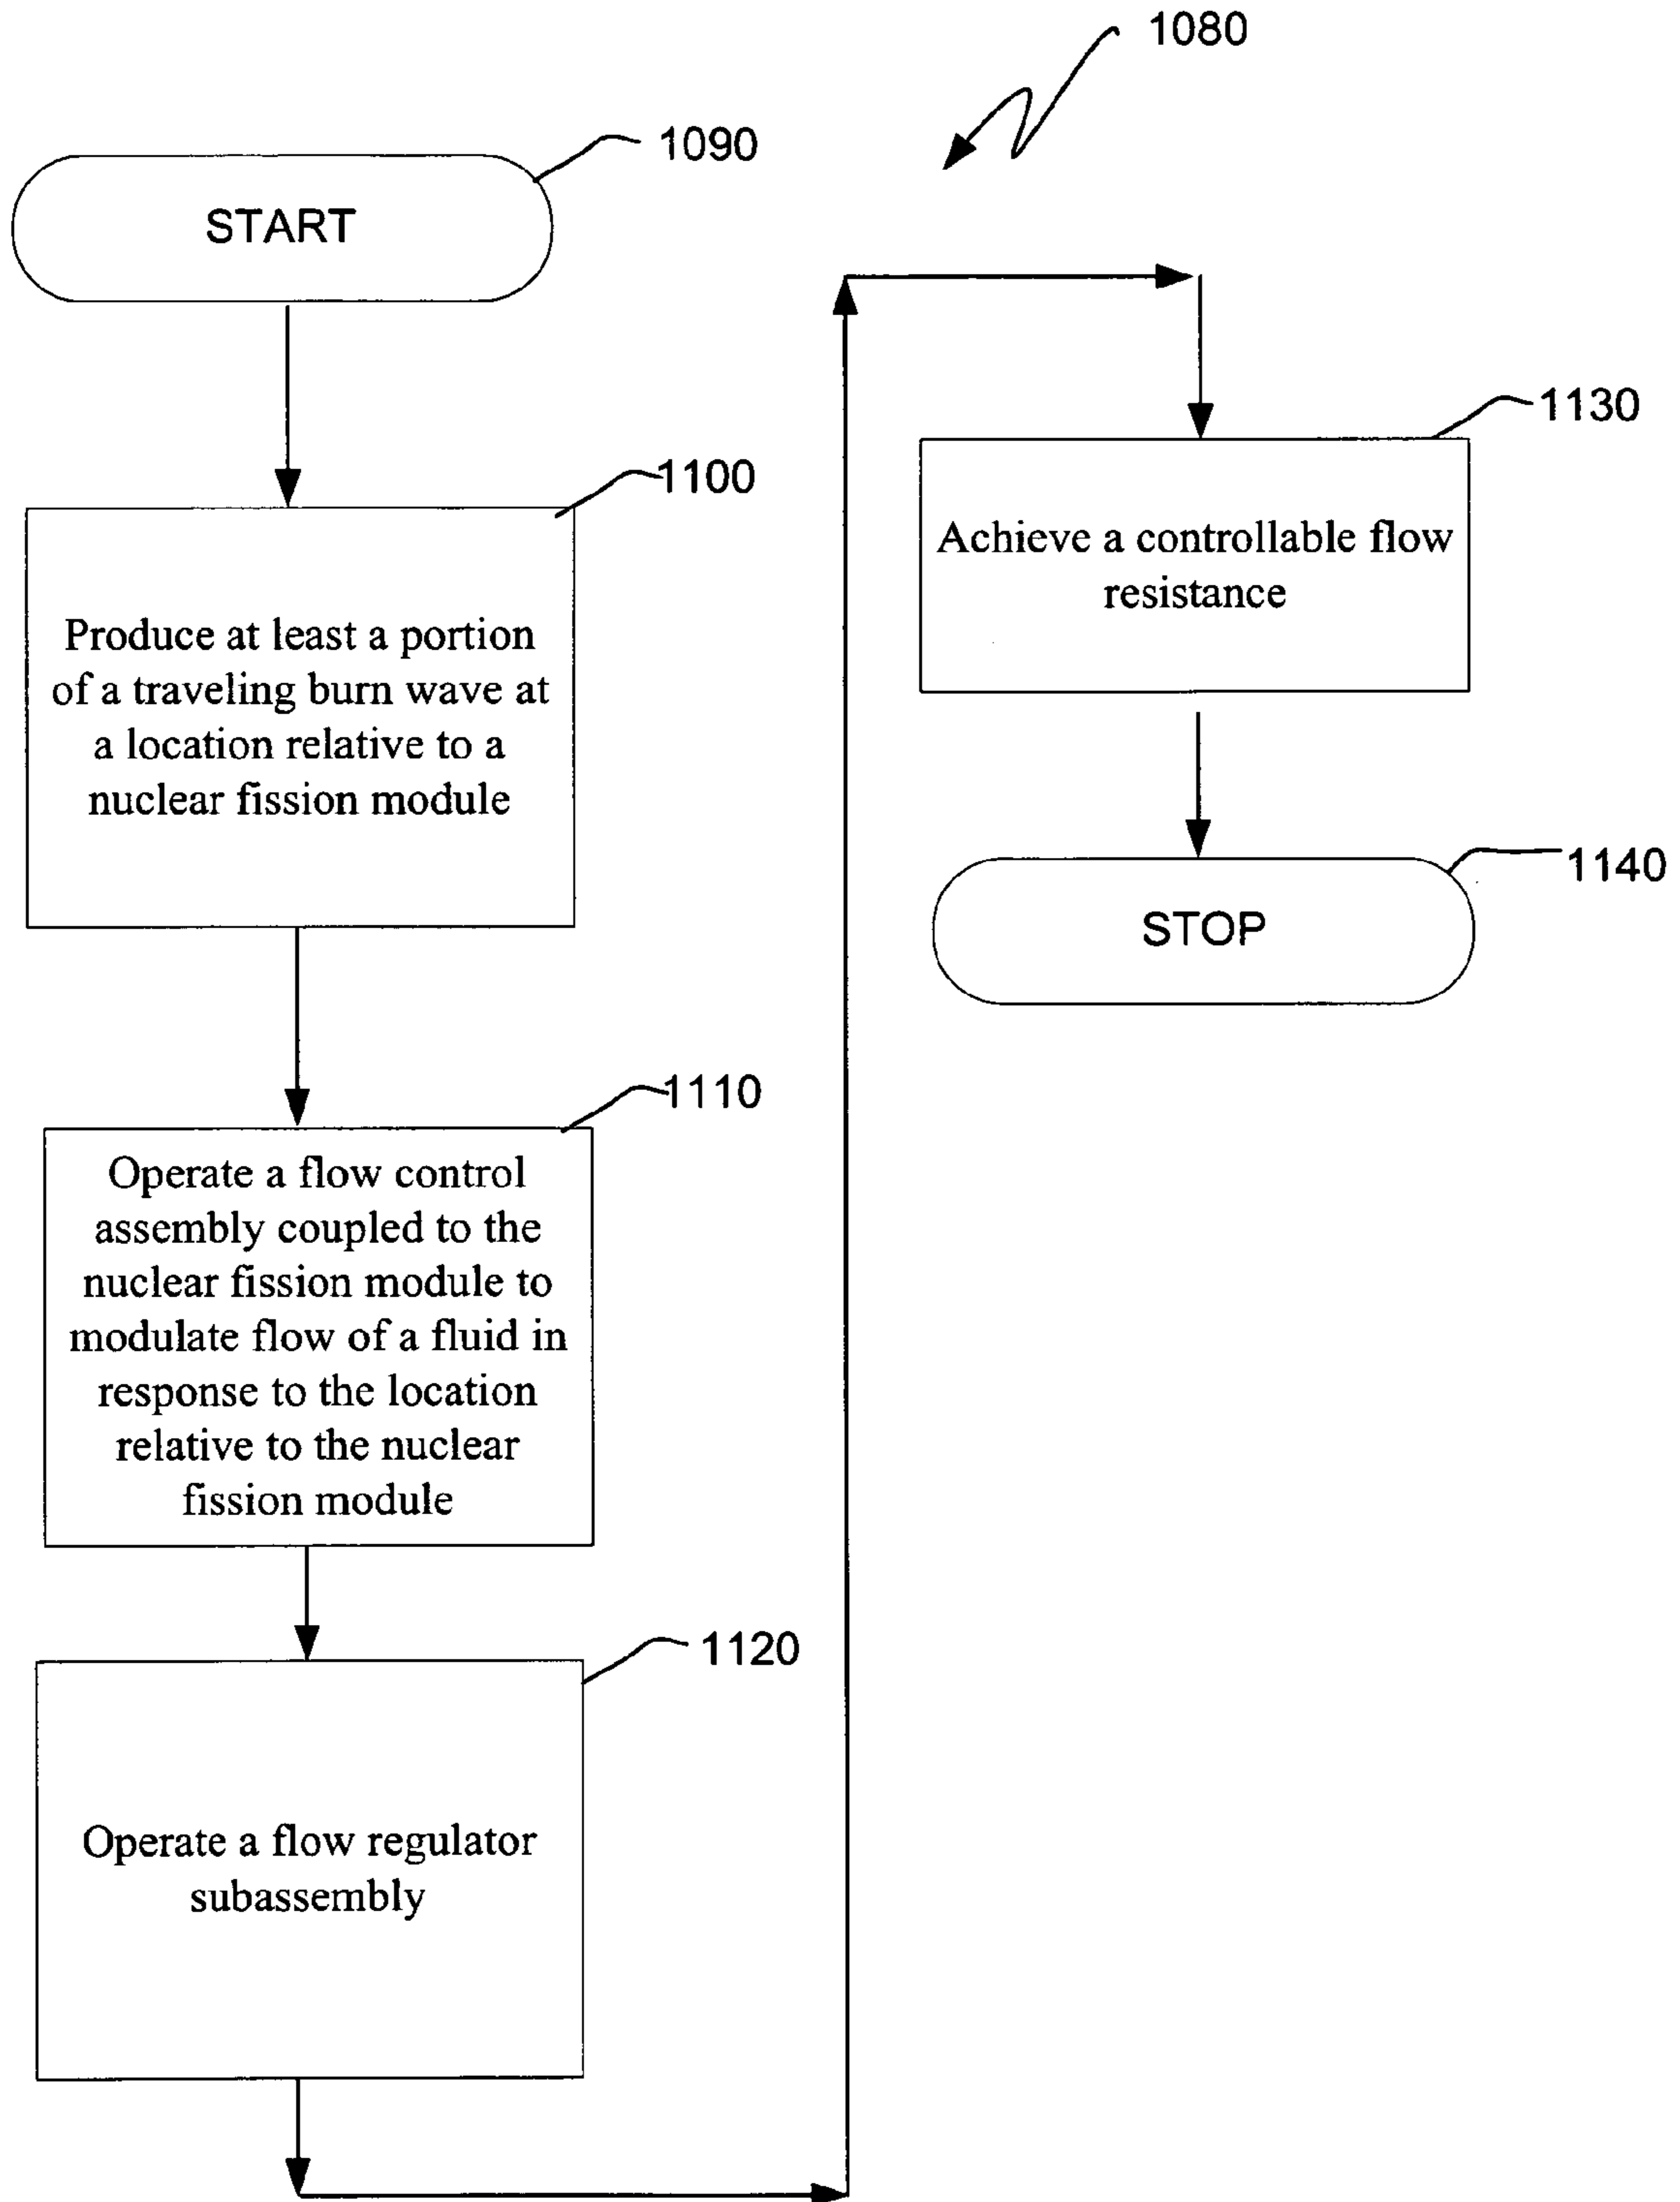 1080
1090
START
1100
Produce at least a portion
of a traveling burn wave at
a location relative to a
nuclear fission module
1110
Operate a flow control
assembly coupled to the
nuclear fission module to
modulate flow of a fluid in
response to the location
relative to the nuclear
fission module
1120
Operate a flow regulator
subassembly
1130
Achieve a controllable flow
resistance
1140
STOP